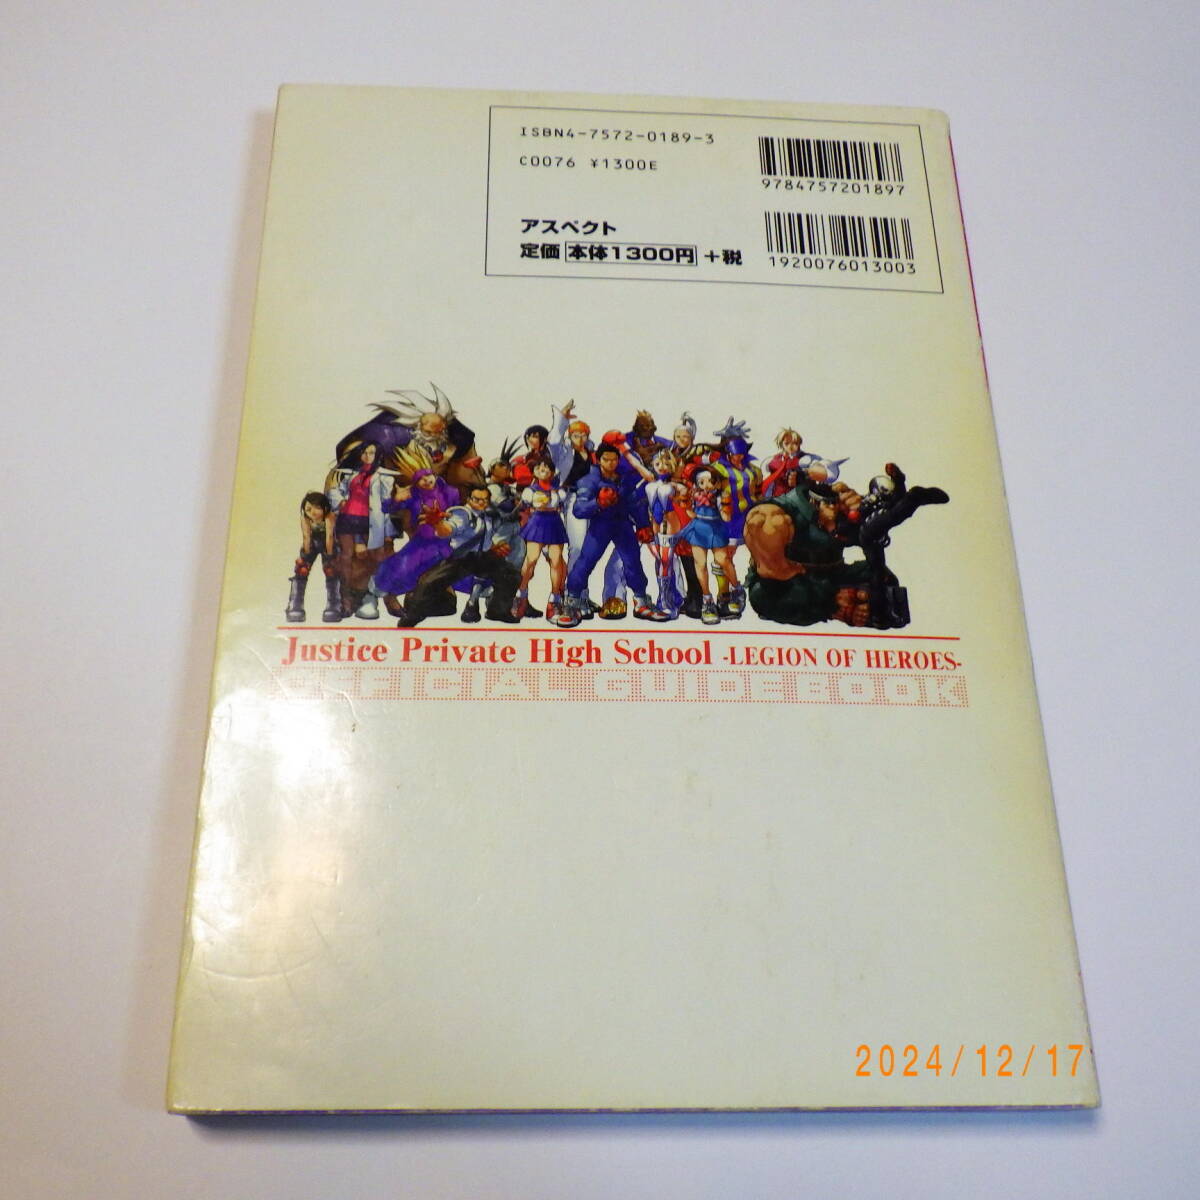 ISBN4-7572-0189-3
C0076 ¥1300E
9784757201897
アスペクト
定価 本体1300円 +税
1920076013003
Justice Private High School -LEGION OF HEROES-
OFFICIAL GUIDEBOOK
2024/12/17